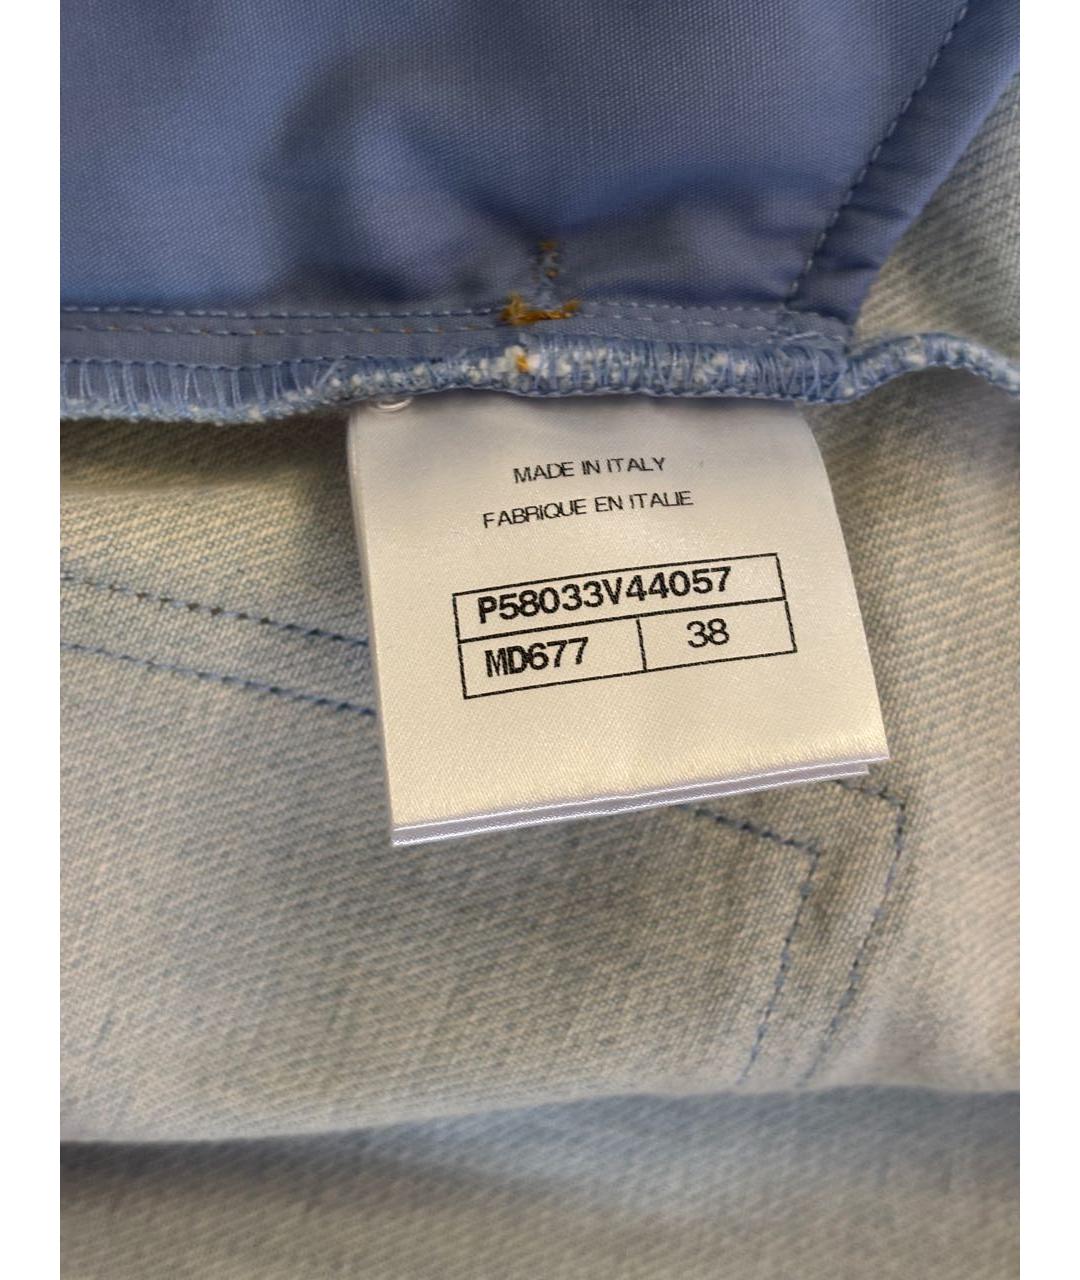 MADE IN ITALY
FABRIQUE EN ITALIE
P58033V44057
MD677 38